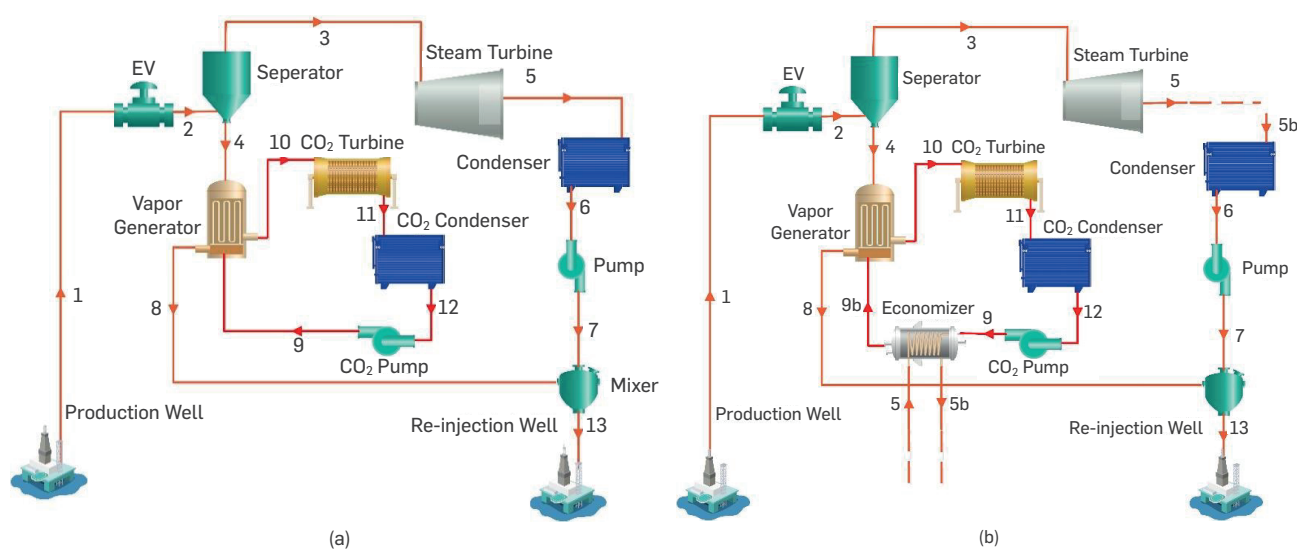 3
Steam Turbine
EV
Seperator
5
2
4
10
CO₂ Turbine
Condenser
Vapor
Generator
11
CO₂ Condenser
6
Pump
1
8
12
9
7
CO₂ Pump
Mixer
Production Well
Re-injection Well
13
(a)
3
Steam Turbine
EV
Seperator
5
2
5b
4
10
CO₂ Turbine
Condenser
Vapor
Generator
11
CO₂ Condenser
6
Pump
1
8
9b
Economizer
9
12
7
CO₂ Pump
5
5b
Production Well
Re-injection Well
13
(b)